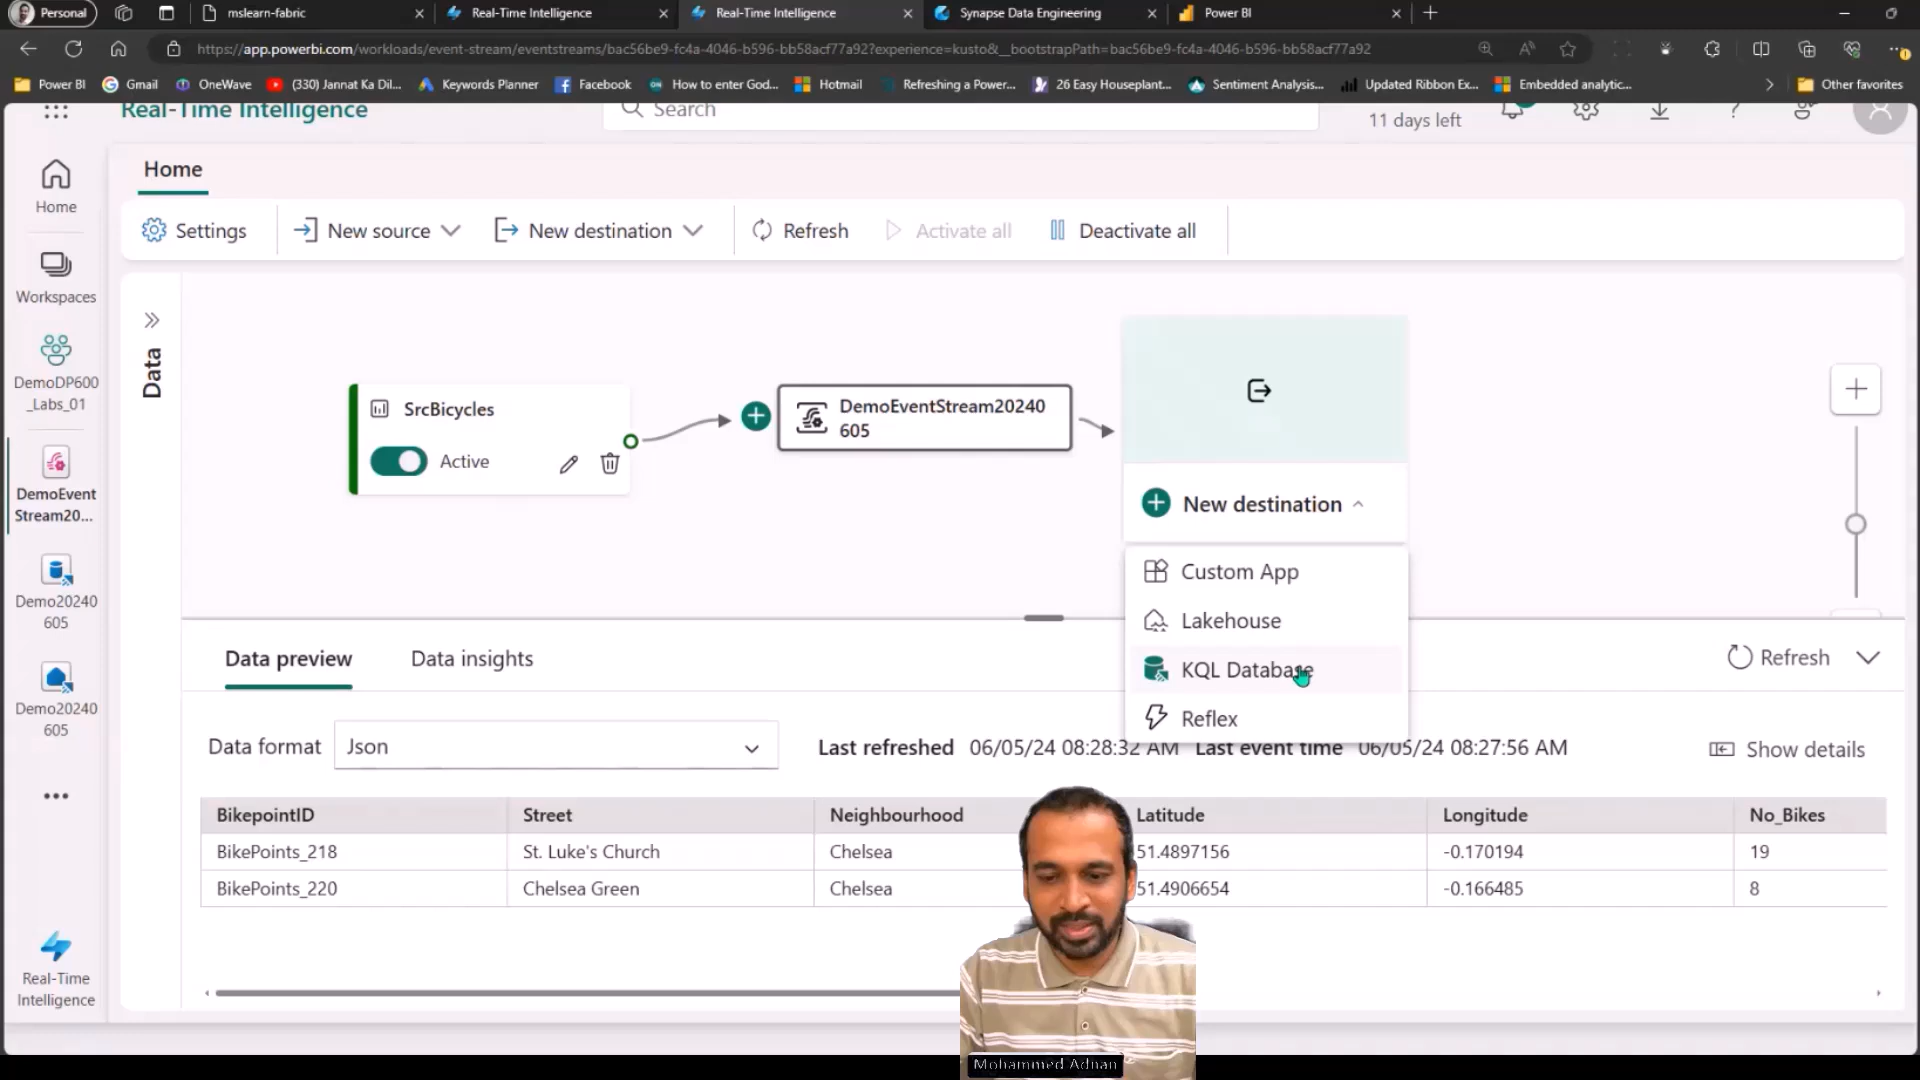 Personal
mslearn-fabric
Real-Time Intelligence
Real-Time Intelligence
Synapse Data Engineering
Power BI
https://app.powerbi.com/workloads/event-stream/eventstreams/bac56be9-fc4a-4046-b596-bb58acf77a92?experience=kusto&__bootstrapPath=bac56be9-fc4a-4046-b596-bb58acf77a92
Power BI
Gmail
OneWave
(330) Jannat Ka Dil...
Keywords Planner
Facebook
How to enter God...
Hotmail
Refreshing a Power...
26 Easy Houseplant...
Sentiment Analysis...
Updated Ribbon Ex...
Embedded analytic...
Other favorites
Real-Time Intelligence
Search
11 days left
Home
Home
Workspaces
DemoDP600
_Labs_01
DemoEvent
Stream20...
Demo20240
605
Demo20240
605
Real-Time
Intelligence
Settings
New source
New destination
Refresh
Activate all
Deactivate all
Data
SrcBicycles
Active
DemoEventStream20240
605
New destination
Custom App
Lakehouse
KQL Database
Reflex
Data preview
Data insights
Refresh
Data format
Json
Last refreshed 06/05/24 08:28:32 AM
Last event time 06/05/24 08:27:56 AM
Show details
BikepointID Street Neighbourhood Latitude Longitude No_Bikes
BikePoints_218 St. Luke's Church Chelsea 51.4897156 -0.170194 19
BikePoints_220 Chelsea Green Chelsea 51.4906654 -0.166485 8
Mohammed Adnan